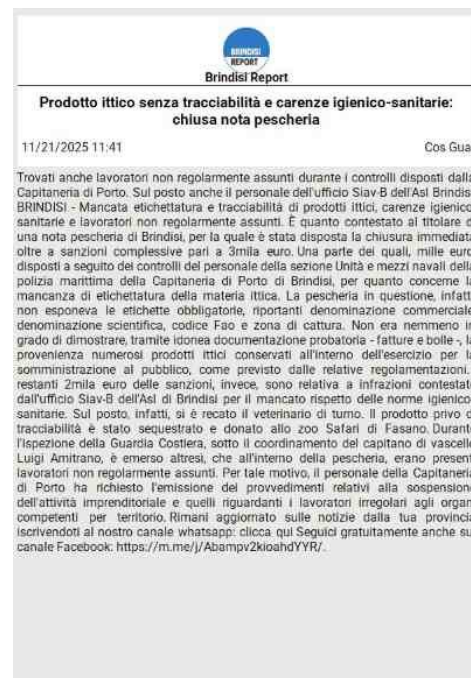 BRINDISI
REPORT
Brindisi Report
Prodotto ittico senza tracciabilità e carenze igienico-sanitarie:
chiusa nota pescheria
11/21/2025 11:41 Cos Gua
Trovati anche lavoratori non regolarmente assunti durante i controlli disposti dalla
Capitaneria di Porto. Sul posto anche il personale dell'ufficio Siav-B dell'Asl Brindis
BRINDISI - Mancata etichettatura e tracciabilità di prodotti ittici, carenze igienico
sanitarie e lavoratori non regolarmente assunti. È quanto contestato al titolare d
una nota pescheria di Brindisi, per la quale è stata disposta la chiusura immediata
oltre a sanzioni complessive pari a 3mila euro. Una parte dei quali, mille euro
disposti a seguito dei controlli del personale della sezione Unità e mezzi navali della
polizia marittima della Capitaneria di Porto di Brindisi, per quanto concerne la
mancanza di etichettatura della materia ittica. La pescheria in questione, infatt
non esponeva le etichette obbligatorie, riportanti denominazione commerciale
denominazione scientifica, codice Fao e zona di cattura. Non era nemmeno in
grado di dimostrare, tramite idonea documentazione probatoria - fatture e bolle -, la
provenienza numerosi prodotti ittici conservati all'interno dell'esercizio per la
somministrazione al pubblico, come previsto dalle relative regolamentazioni.
restanti 2mila euro delle sanzioni, invece, sono relativa a infrazioni contestate
dall'ufficio Siav-B dell'Asl di Brindisi per il mancato rispetto delle norme igienico
sanitarie. Sul posto, infatti, si è recato il veterinario di turno. Il prodotto privo d
tracciabilità è stato sequestrato e donato allo zoo Safari di Fasano. Durante
l'ispezione della Guardia Costiera, sotto il coordinamento del capitano di vascello
Luigi Amitrano, è emerso altresì, che all'interno della pescheria, erano present
lavoratori non regolarmente assunti. Per tale motivo, il personale della Capitaneria
di Porto ha richiesto l'emissione dei provvedimenti relativi alla sospensione
dell'attività imprenditoriale e quelli riguardanti i lavoratori irregolari agli organ
competenti per territorio. Rimani aggiornato sulle notizie dalla tua provincia
iscrivendoti al nostro canale whatsapp: clicca qui Seguici gratuitamente anche su
canale Facebook: https://m.me/j/Abampv2kioahdYYR/.